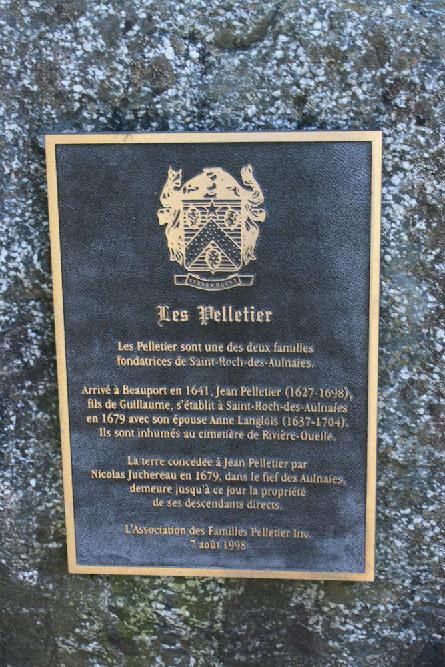 Les Pelletier
Les Pelletier sont une des deux familles
fondatrices de Saint-Roch-des-Aulnaies.
Arrivé à Beauport en 1641, Jean Pelletier (1627-1698),
fils de Guillaume, s'établit à Saint-Roch-des-Aulnaies
en 1679 avec son épouse Anne Langlois (1637-1704).
Ils sont inhumés au cimetière de Rivière-Ouelle.
La terre concédée à Jean Pelletier par
Nicolas Juchereau en 1679, dans le fief des Aulnaies,
demeure jusqu'à ce jour la propriété
de ses descendants directs.
L'Association des Familles Pelletier Inc.
7 août 1998